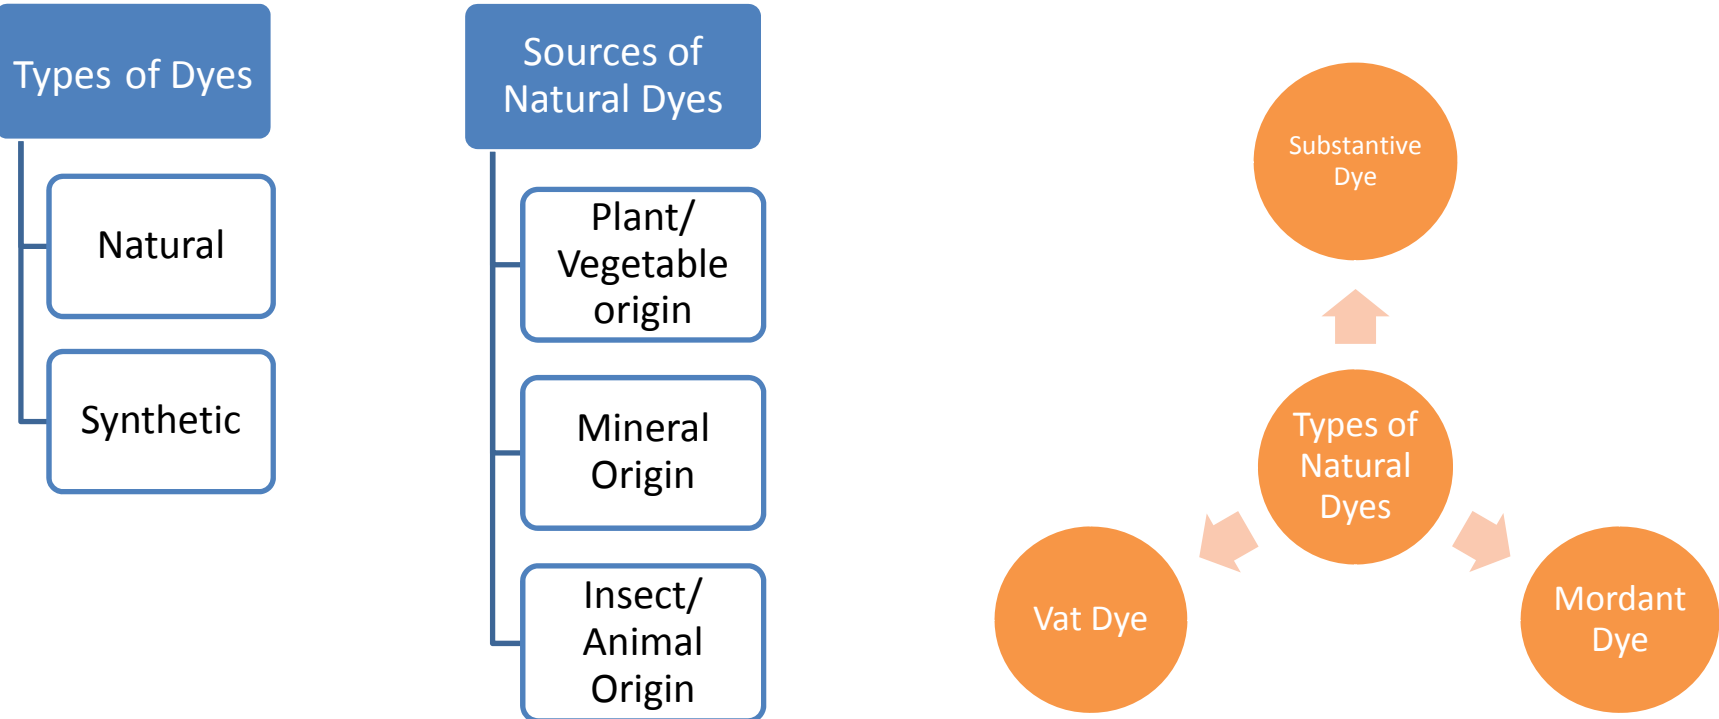 Types of Dyes
Natural
Synthetic
Sources of
Natural Dyes
Plant/
Vegetable
origin
Mineral
Origin
Insect/
Animal
Origin
Substantive
Dye
Types of
Natural
Dyes
Vat Dye
Mordant
Dye